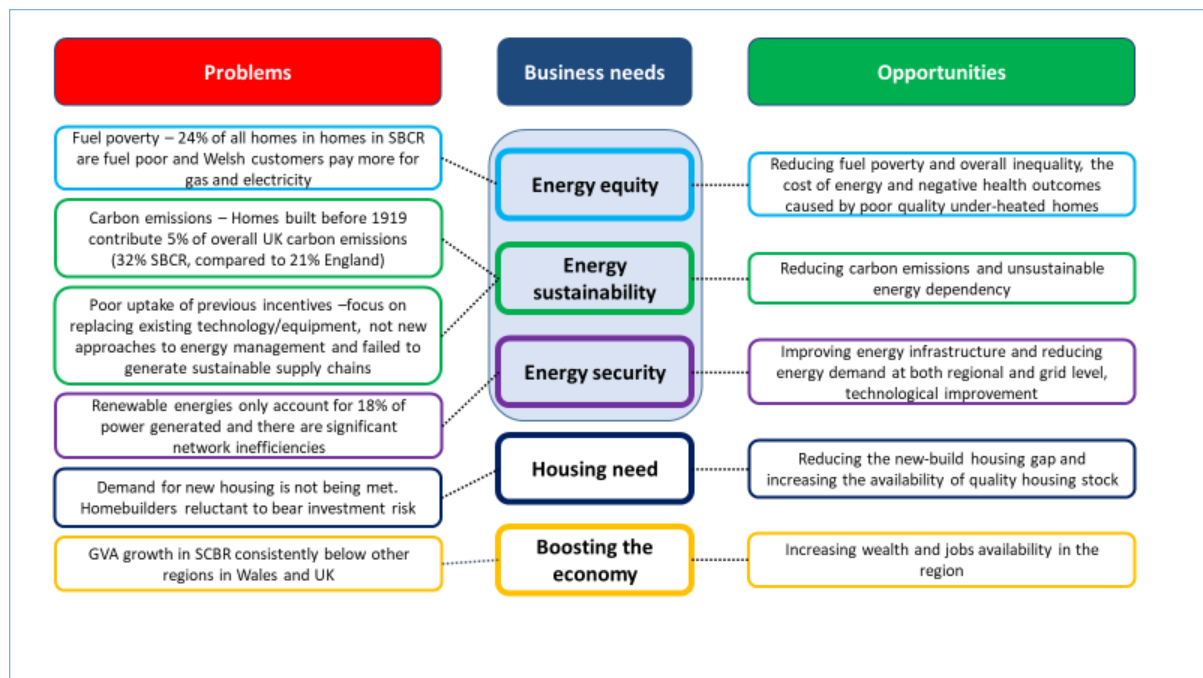 Problems
Business needs
Opportunities
Fuel poverty – 24% of all homes in homes in SBCR
are fuel poor and Welsh customers pay more for
gas and electricity
Energy equity
Reducing fuel poverty and overall inequality, the
cost of energy and negative health outcomes
caused by poor quality under-heated homes
Carbon emissions – Homes built before 1919
contribute 5% of overall UK carbon emissions
(32% SBCR, compared to 21% England)
Energy
sustainability
Reducing carbon emissions and unsustainable
energy dependency
Poor uptake of previous incentives –focus on
replacing existing technology/equipment, not new
approaches to energy management and failed to
generate sustainable supply chains
Energy security
Improving energy infrastructure and reducing
energy demand at both regional and grid level,
technological improvement
Renewable energies only account for 18% of
power generated and there are significant
network inefficiencies
Housing need
Reducing the new-build housing gap and
increasing the availability of quality housing stock
Demand for new housing is not being met.
Homebuilders reluctant to bear investment risk
Boosting the
economy
Increasing wealth and jobs availability in the
region
GVA growth in SCBR consistently below other
regions in Wales and UK